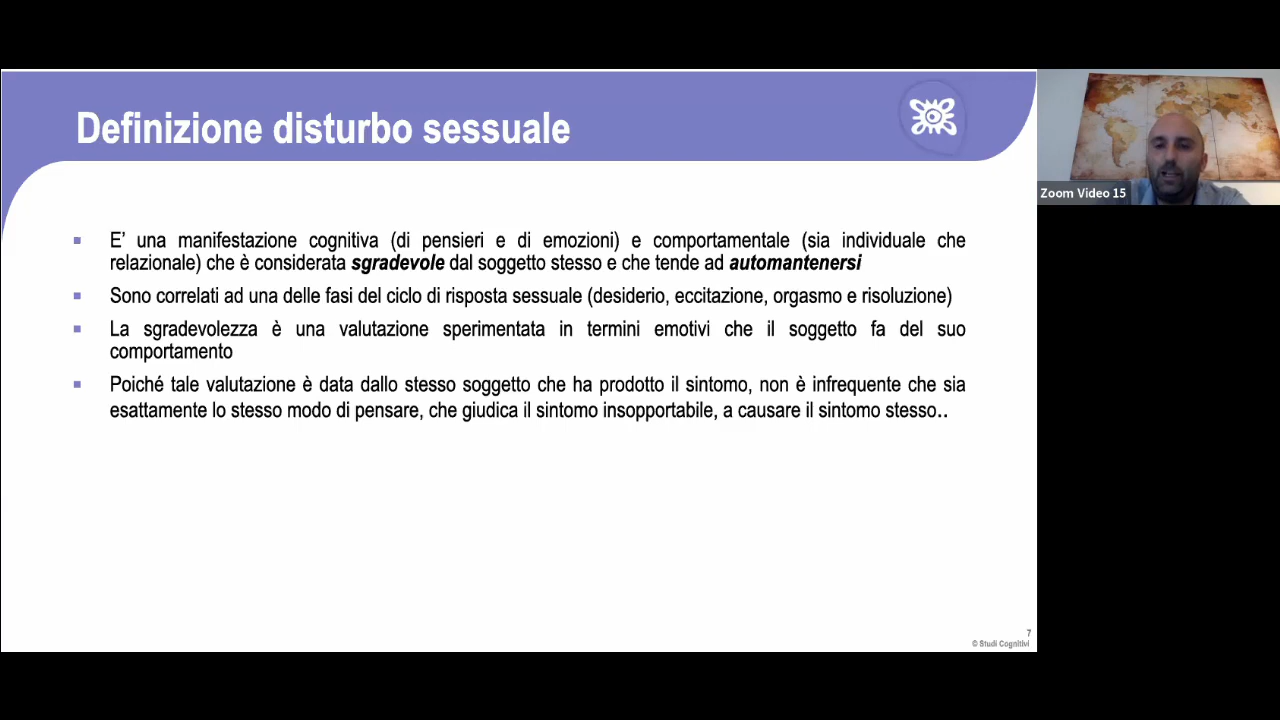 Definizione disturbo sessuale
E’ una manifestazione cognitiva (di pensieri e di emozioni) e comportamentale (sia individuale che
relazionale) che è considerata sgradevole dal soggetto stesso e che tende ad automantenersi
Sono correlati ad una delle fasi del ciclo di risposta sessuale (desiderio, eccitazione, orgasmo e risoluzione)
La sgradevolezza è una valutazione sperimentata in termini emotivi che il soggetto fa del suo
comportamento
Poiché tale valutazione è data dallo stesso soggetto che ha prodotto il sintomo, non è infrequente che sia
esattamente lo stesso modo di pensare, che giudica il sintomo insopportabile, a causare il sintomo stesso..
7
© Studi Cognitivi
Zoom Video 15